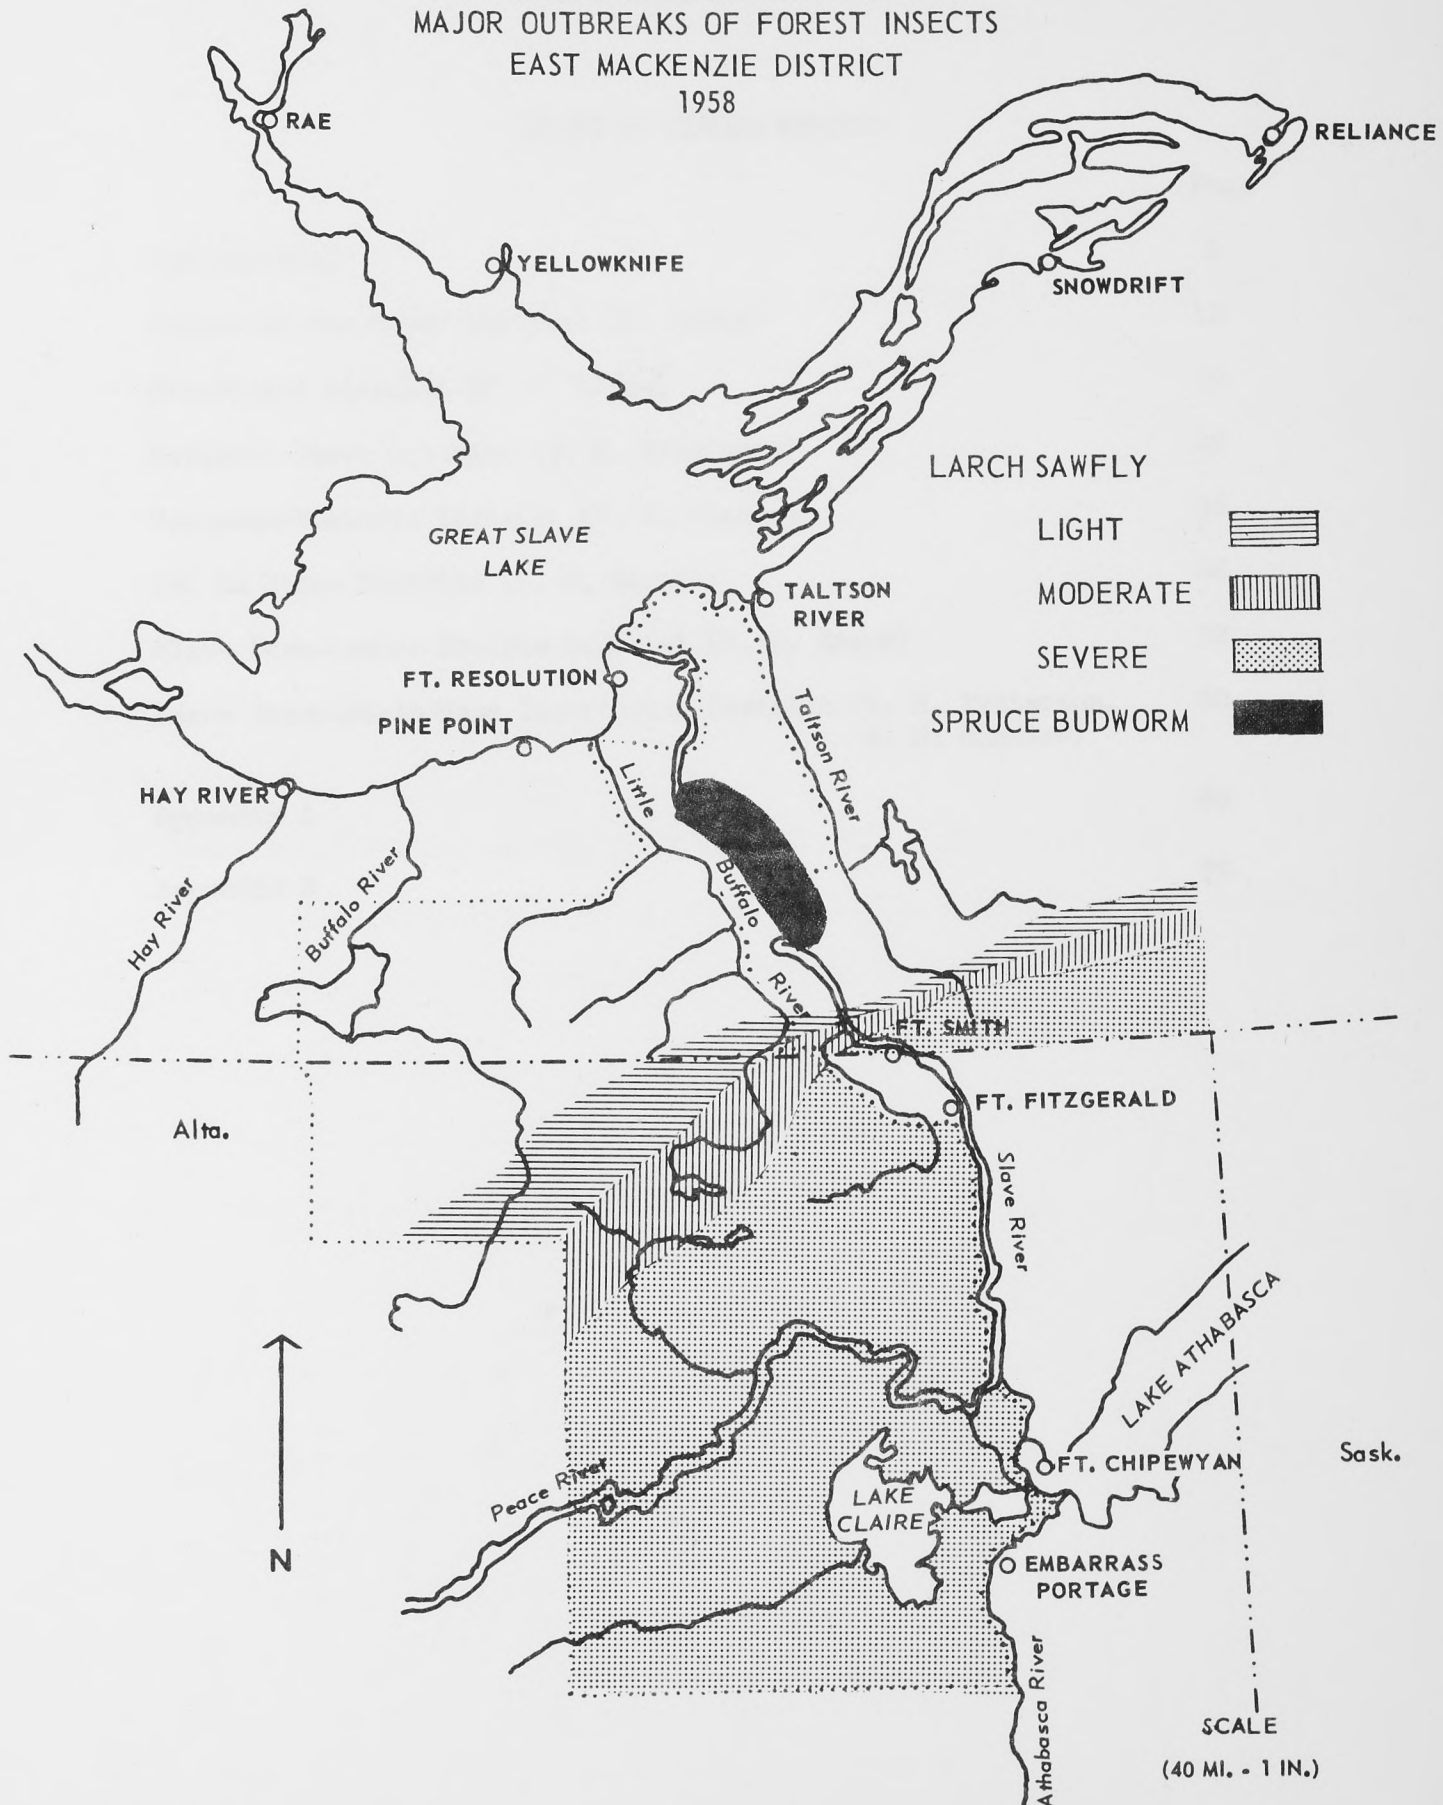 MAJOR OUTBREAKS OF FOREST INSECTS
EAST MACKENZIE DISTRICT
1958
RAE
RELIANCE
YELLOWKNIFE
SNOWDRIFT
LARCH SAWFLY
LIGHT
MODERATE
SEVERE
SPRUCE BUDWORM
GREAT SLAVE
LAKE
TALTSON
RIVER
FT. RESOLUTION
PINE POINT
HAY RIVER
Taltson River
Little
Buffalo
River
Hay River
Buffalo River
FT. SMITH
FT. FITZGERALD
Alta.
Slave River
LAKE ATHABASCA
Sask.
FT. CHIPEWYAN
Peace River
LAKE
CLAIRE
N
EMBARRASS
PORTAGE
Athabasca River
SCALE
(40 MI. - 1 IN.)